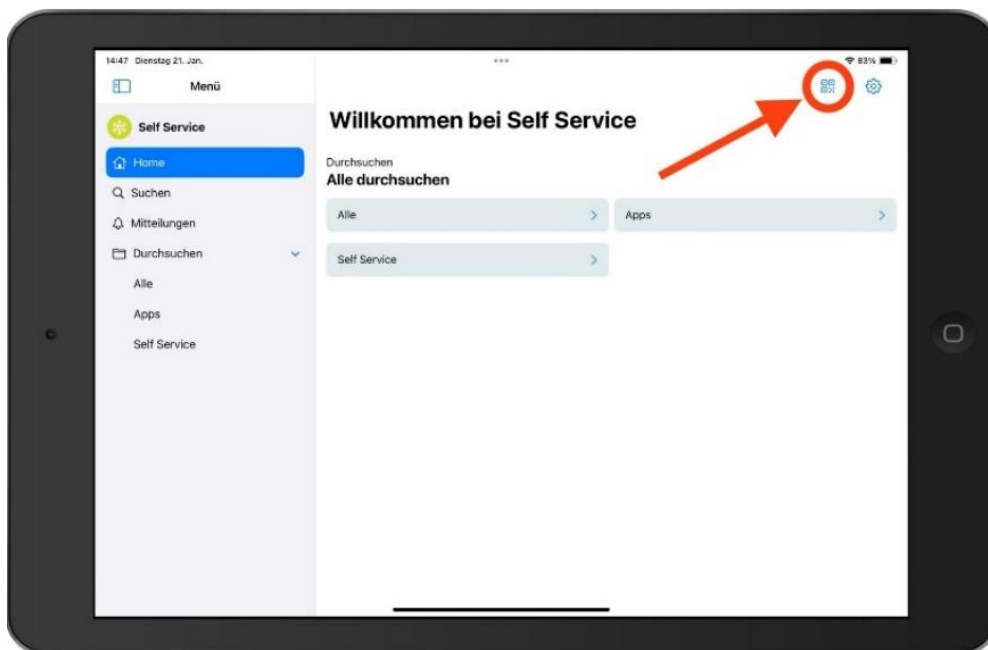 14:47 Dienstag 21. Jan.
83%
Menü
Self Service
Home
Suchen
Mitteilungen
Durchsuchen
Alle
Apps
Self Service
Willkommen bei Self Service
Durchsuchen
Alle durchsuchen
Alle
Apps
Self Service